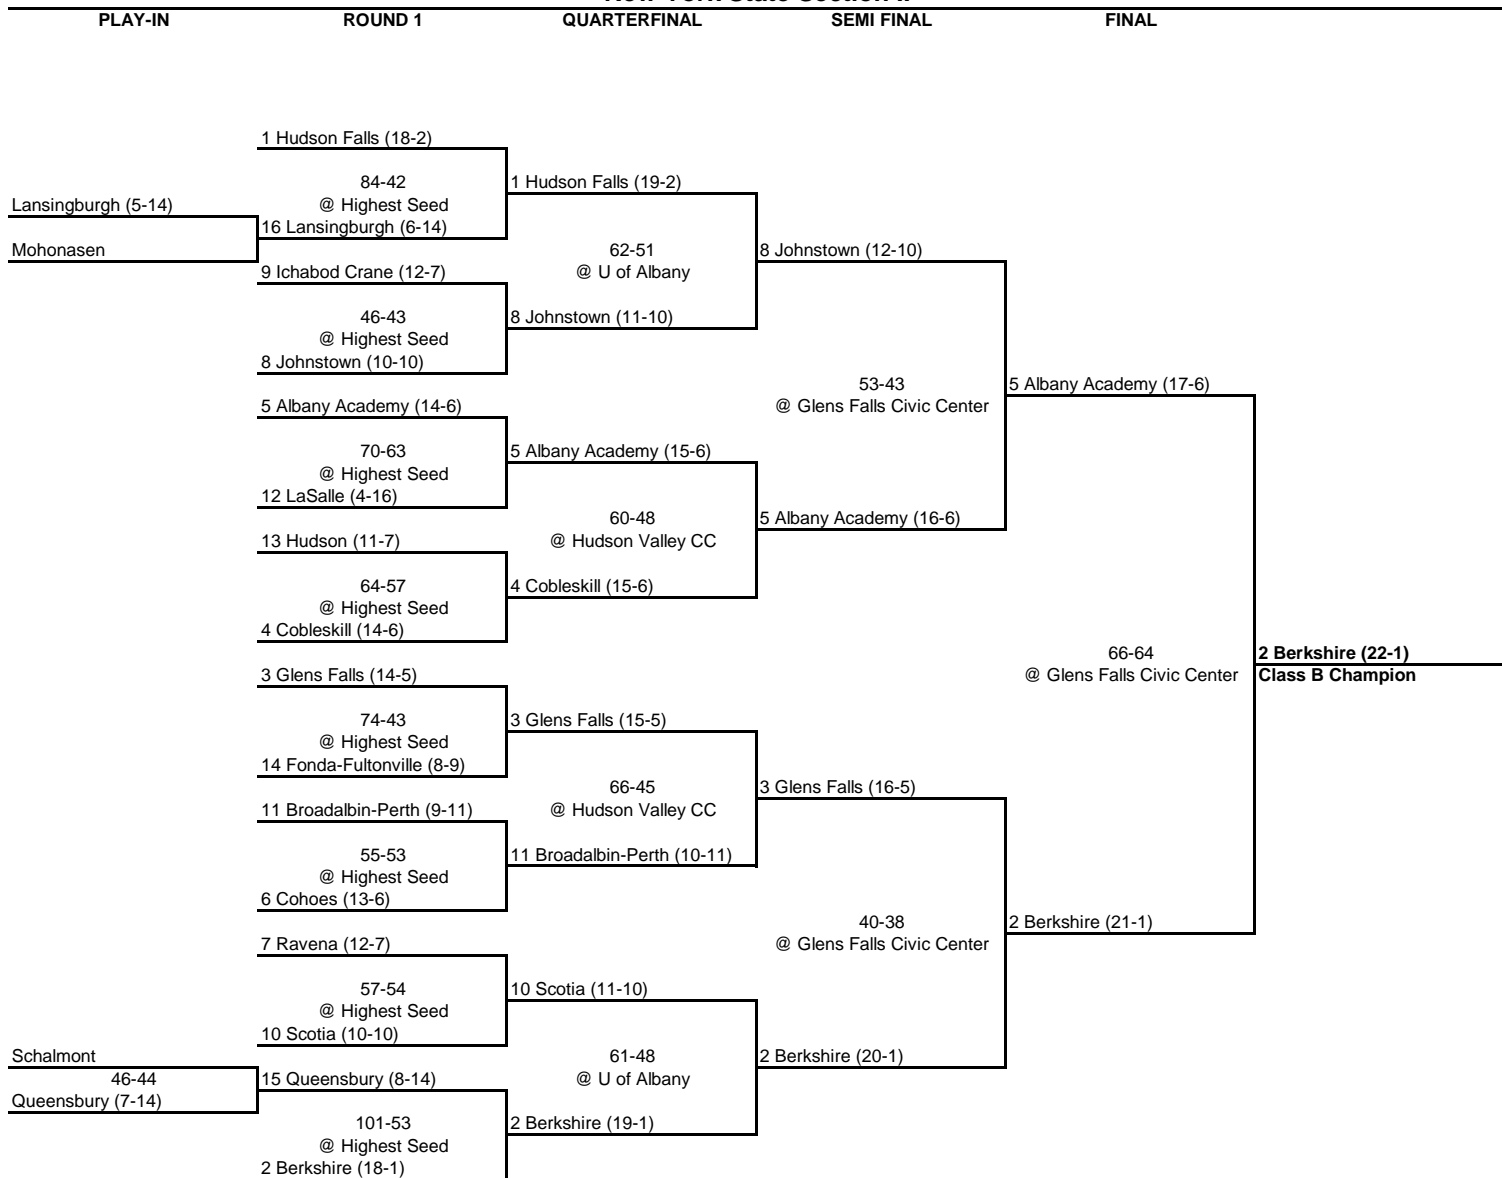 PLAY-IN ROUND 1 QUARTERFINAL SEMI FINAL FINAL
1 Hudson Falls (18-2)
84-42 1 Hudson Falls (19-2)
Lansingburgh (5-14) @ Highest Seed
16 Lansingburgh (6-14)
Mohonasen 62-51 8 Johnstown (12-10)
9 Ichabod Crane (12-7) @ U of Albany
46-43 8 Johnstown (11-10)
@ Highest Seed
8 Johnstown (10-10)
53-43 5 Albany Academy (17-6)
5 Albany Academy (14-6) @ Glens Falls Civic Center
70-63 5 Albany Academy (15-6)
@ Highest Seed
12 LaSalle (4-16)
60-48 5 Albany Academy (16-6)
13 Hudson (11-7) @ Hudson Valley CC
64-57 4 Cobleskill (15-6)
@ Highest Seed
4 Cobleskill (14-6)
66-64 2 Berkshire (22-1)
3 Glens Falls (14-5) @ Glens Falls Civic Center Class B Champion
74-43 3 Glens Falls (15-5)
@ Highest Seed
14 Fonda-Fultonville (8-9)
66-45 3 Glens Falls (16-5)
11 Broadalbin-Perth (9-11) @ Hudson Valley CC
55-53 11 Broadalbin-Perth (10-11)
@ Highest Seed
6 Cohoes (13-6)
40-38 2 Berkshire (21-1)
7 Ravena (12-7) @ Glens Falls Civic Center
57-54 10 Scotia (11-10)
@ Highest Seed
10 Scotia (10-10)
Schalmont 61-48 2 Berkshire (20-1)
46-44 15 Queensbury (8-14) @ U of Albany
Queensbury (7-14)
101-53 2 Berkshire (19-1)
@ Highest Seed
2 Berkshire (18-1)